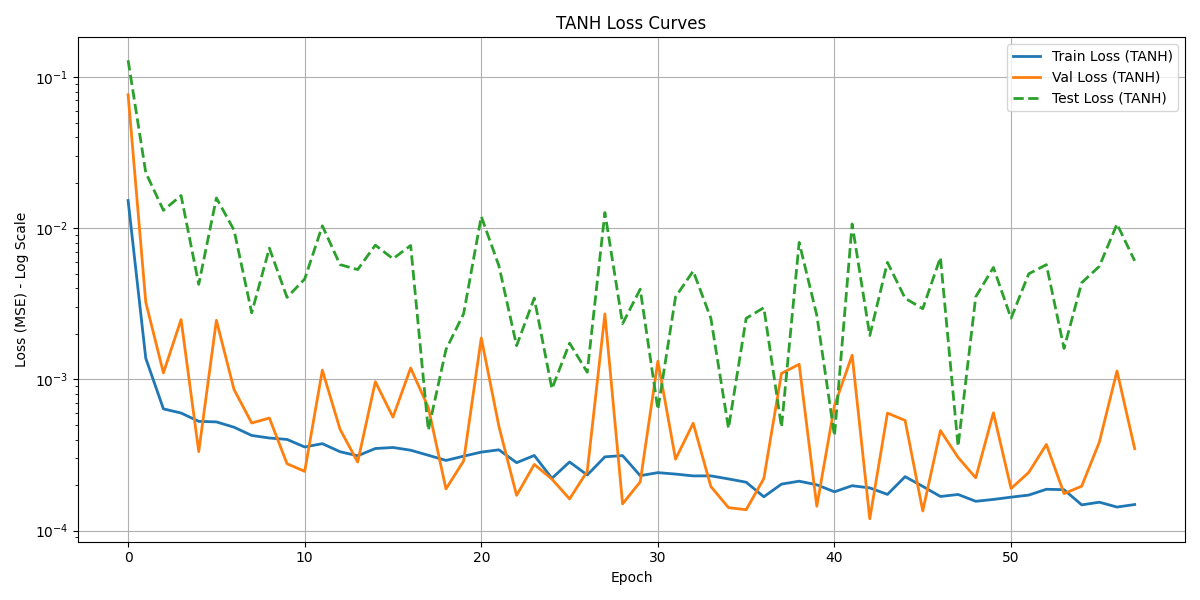 TANH Loss Curves
Train Loss (TANH)
Val Loss (TANH)
Test Loss (TANH)
Loss (MSE) - Log Scale
10⁻¹
10⁻²
10⁻³
10⁻⁴
0 10 20 30 40 50
Epoch